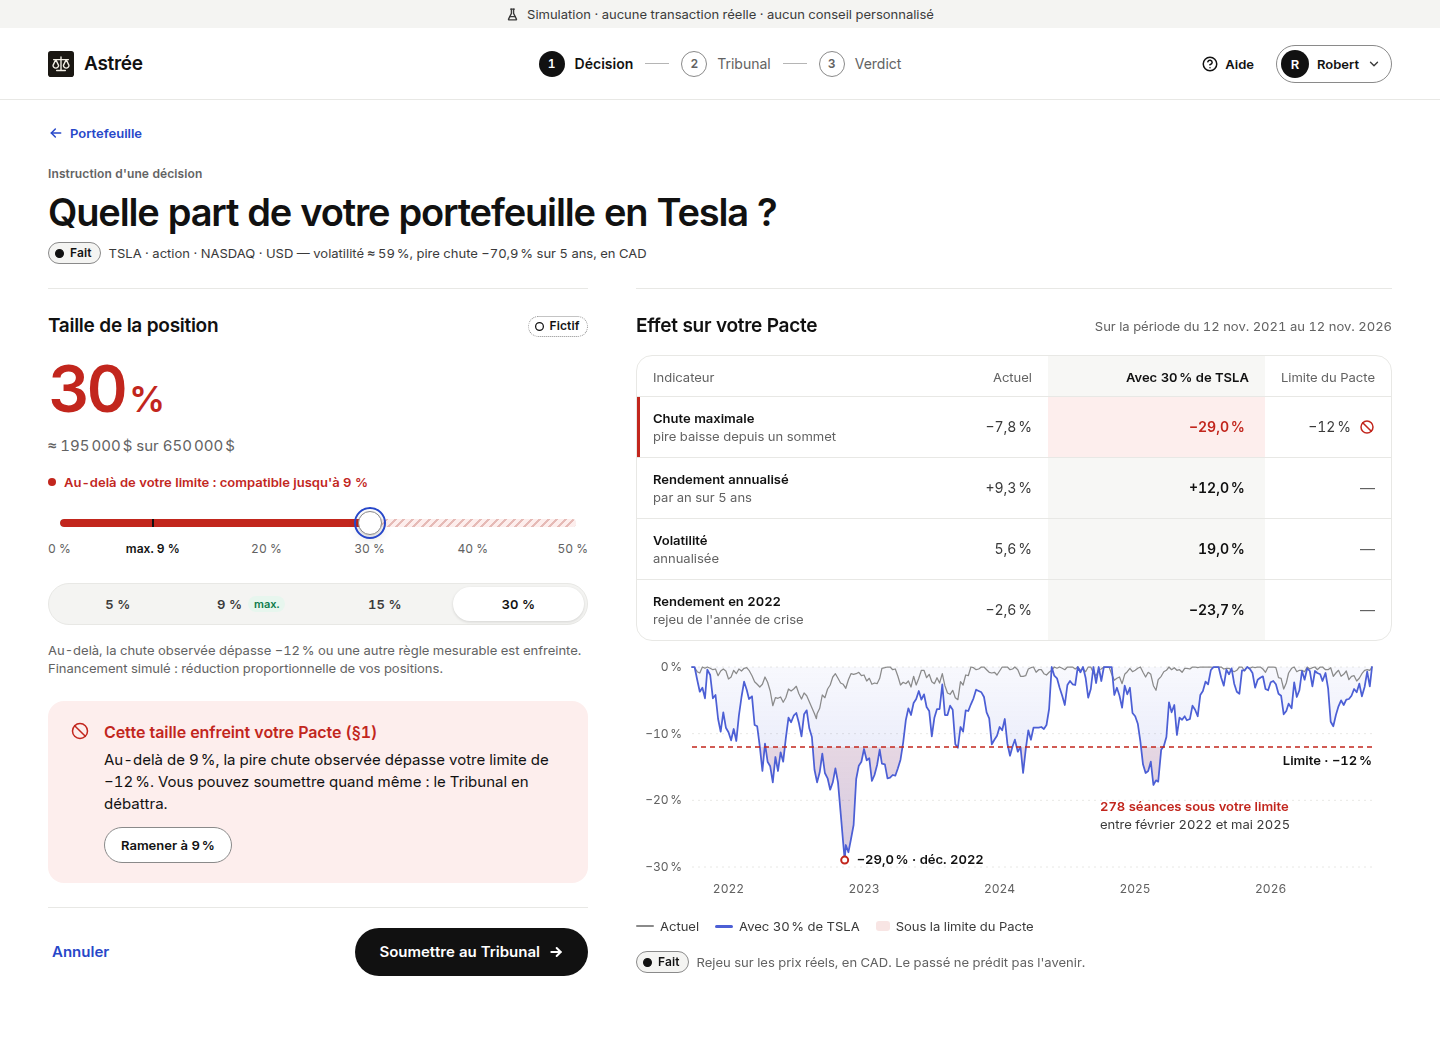 Simulation · aucune transaction réelle · aucun conseil personnalisé
Astrée
1 Décision
2 Tribunal
3 Verdict
Aide
R Robert
← Portefeuille
Instruction d'une décision
Quelle part de votre portefeuille en Tesla ?
Fait TSLA · action · NASDAQ · USD — volatilité ≈ 59 %, pire chute −70,9 % sur 5 ans, en CAD
Taille de la position
Fictif
30 %
≈ 195 000 $ sur 650 000 $
Au-delà de votre limite : compatible jusqu'à 9 %
0 % max. 9 % 20 % 30 % 40 % 50 %
5 % 9 % max. 15 % 30 %
Au-delà, la chute observée dépasse −12 % ou une autre règle mesurable est enfreinte.
Financement simulé : réduction proportionnelle de vos positions.
Cette taille enfreint votre Pacte (§1)
Au-delà de 9 %, la pire chute observée dépasse votre limite de
−12 %. Vous pouvez soumettre quand même : le Tribunal en
débattra.
Ramener à 9 %
Annuler
Soumettre au Tribunal →
Effet sur votre Pacte
Sur la période du 12 nov. 2021 au 12 nov. 2026
Indicateur Actuel Avec 30 % de TSLA Limite du Pacte
Chute maximale
pire baisse depuis un sommet
−7,8 % −29,0 % −12 %
Rendement annualisé
par an sur 5 ans
+9,3 % +12,0 % —
Volatilité
annualisée
5,6 % 19,0 % —
Rendement en 2022
rejeu de l'année de crise
−2,6 % −23,7 % —
0 %
−10 %
Limite · −12 %
−20 %
278 séances sous votre limite
entre février 2022 et mai 2025
−30 %
−29,0 % · déc. 2022
2022 2023 2024 2025 2026
Actuel Avec 30 % de TSLA Sous la limite du Pacte
Fait Rejeu sur les prix réels, en CAD. Le passé ne prédit pas l'avenir.